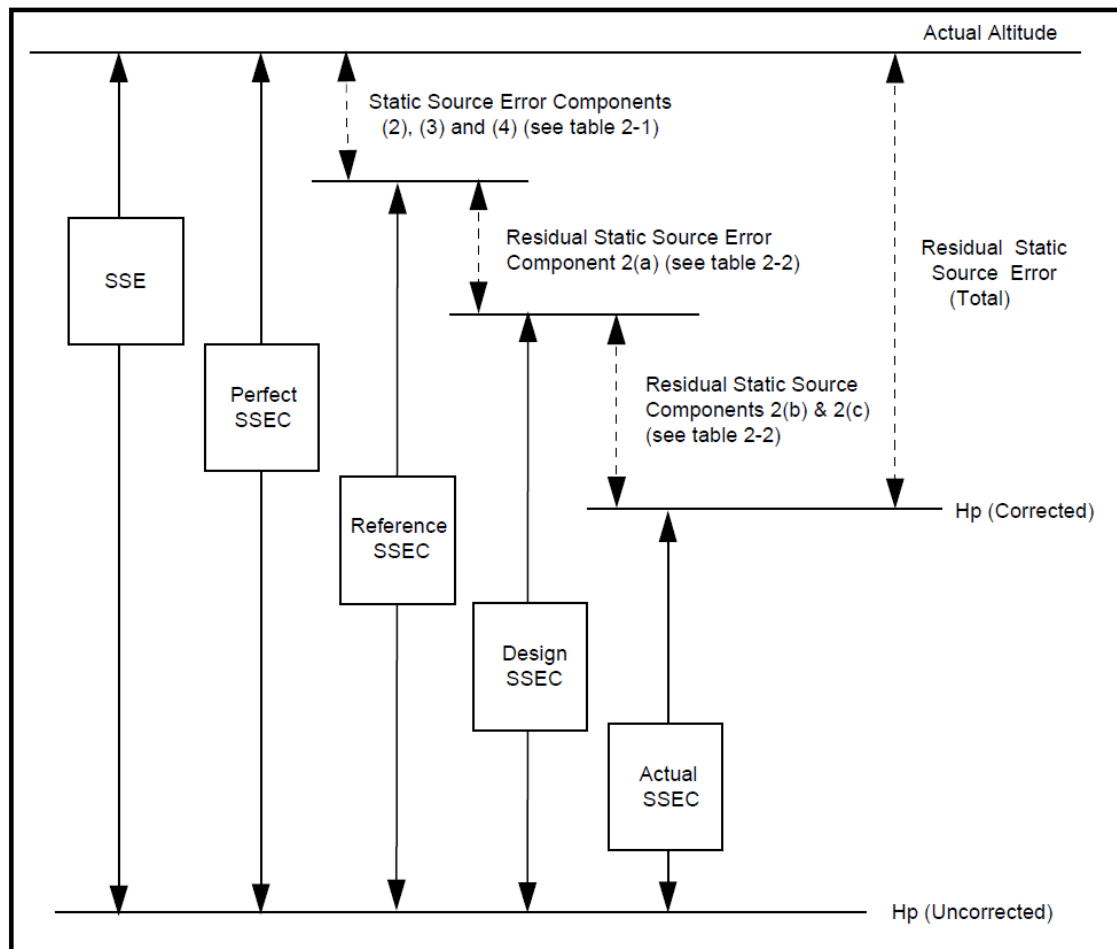 Actual Altitude
Static Source Error Components
(2), (3) and (4) (see table 2-1)
Residual Static Source Error
Component 2(a) (see table 2-2)
Residual Static
Source Error
(Total)
SSE
Perfect
SSEC
Residual Static Source
Components 2(b) & 2(c)
(see table 2-2)
Hp (Corrected)
Reference
SSEC
Design
SSEC
Actual
SSEC
Hp (Uncorrected)